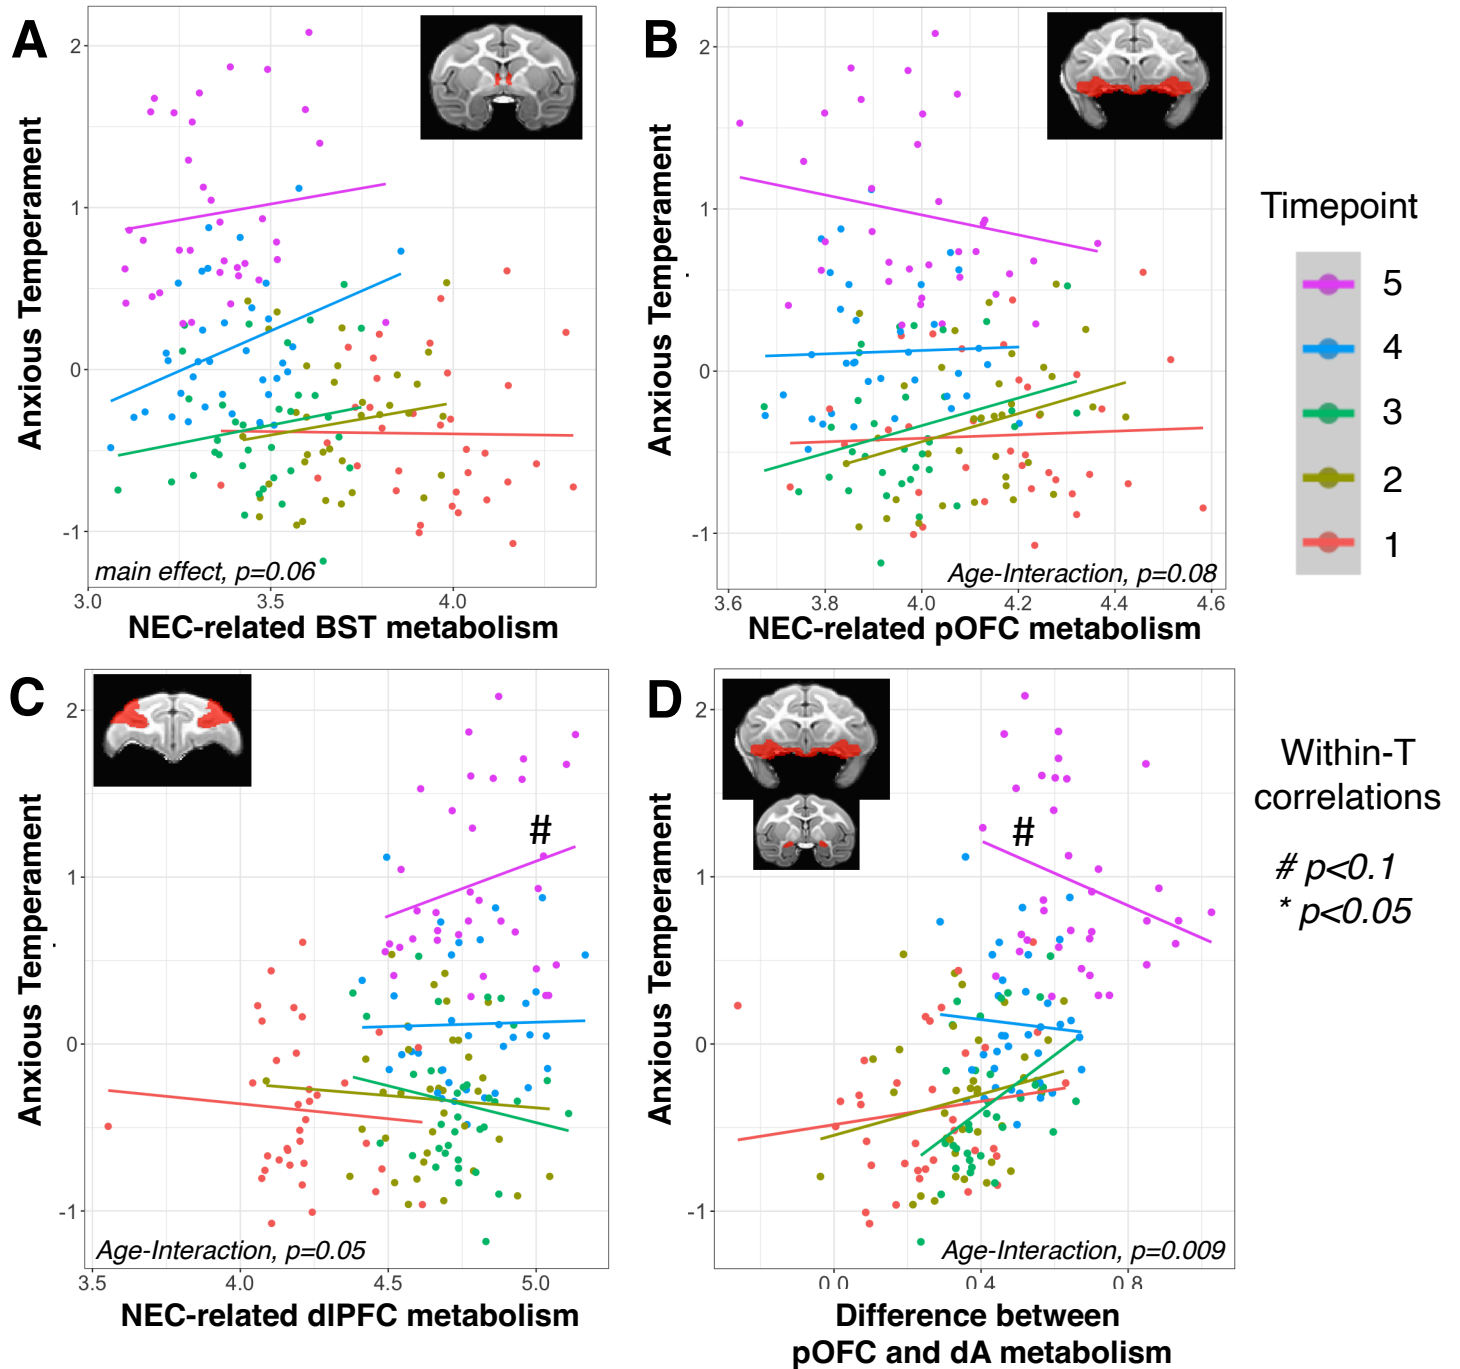 A
Anxious Temperament
2
1
0
-1
main effect, p=0.06
3.0 3.5 4.0
NEC-related BST metabolism
B
Anxious Temperament
2
1
0
-1
Age-Interaction, p=0.08
3.6 3.8 4.0 4.2 4.4 4.6
NEC-related pOFC metabolism
Timepoint
5
4
3
2
1
C
Anxious Temperament
2
1
0
-1
#
Age-Interaction, p=0.05
3.5 4.0 4.5 5.0
NEC-related dlPFC metabolism
D
Anxious Temperament
2
1
0
-1
#
Age-Interaction, p=0.009
0.0 0.4 0.8
Difference between
pOFC and dA metabolism
Within-T
correlations
# p<0.1
* p<0.05